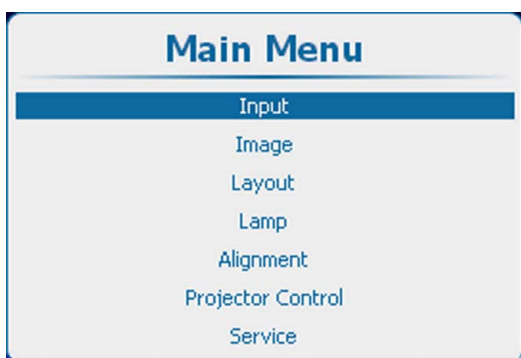 Main Menu
Input
Image
Layout
Lamp
Alignment
Projector Control
Service